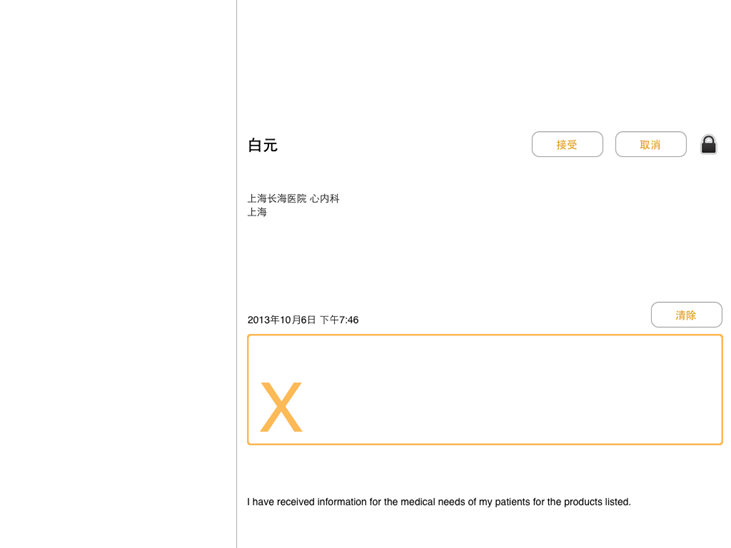 白元
接受
取消
上海长海医院 心内科
上海
2013年10月6日 下午7:46
清除
X
I have received information for the medical needs of my patients for the products listed.